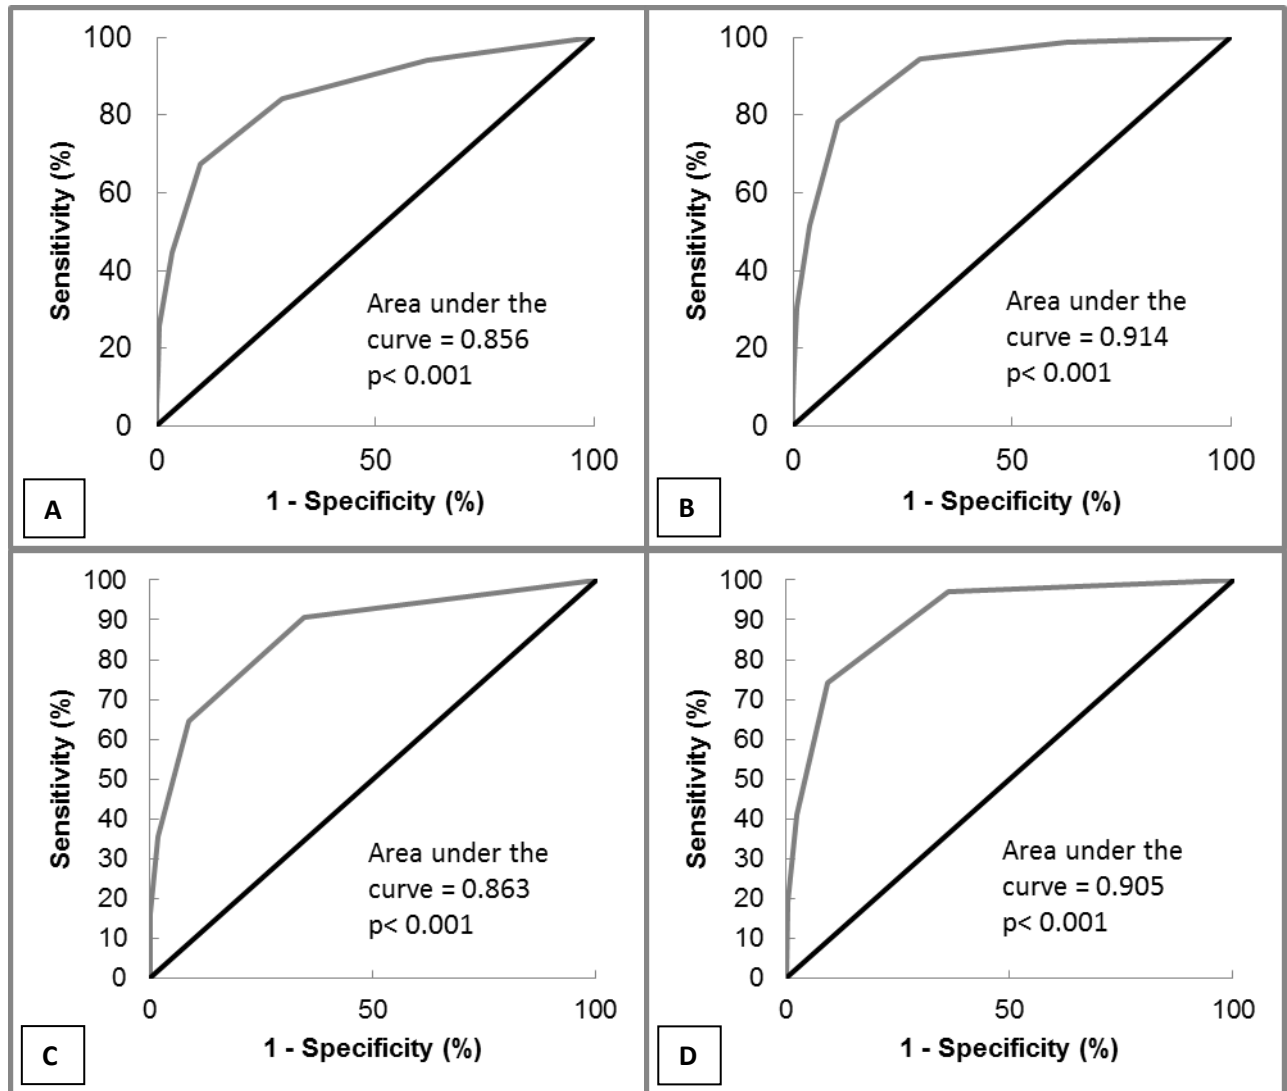 100
80
60
40
20
0
Sensitivity (%)
Area under the
curve = 0.856
p< 0.001
0 50 100
1 - Specificity (%)
A
100
80
60
40
20
0
Sensitivity (%)
Area under the
curve = 0.914
p< 0.001
0 50 100
1 - Specificity (%)
B
100
90
80
70
60
50
40
30
20
10
0
Sensitivity (%)
Area under the
curve = 0.863
p< 0.001
0 50 100
1 - Specificity (%)
C
100
90
80
70
60
50
40
30
20
10
0
Sensitivity (%)
Area under the
curve = 0.905
p< 0.001
0 50 100
1 - Specificity (%)
D